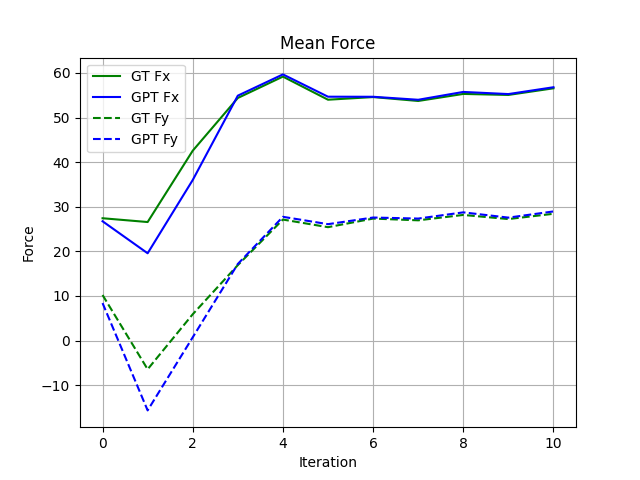 Mean Force
GT Fx
GPT Fx
GT Fy
GPT Fy
60
50
40
30
20
10
0
−10
Force
0 2 4 6 8 10
Iteration